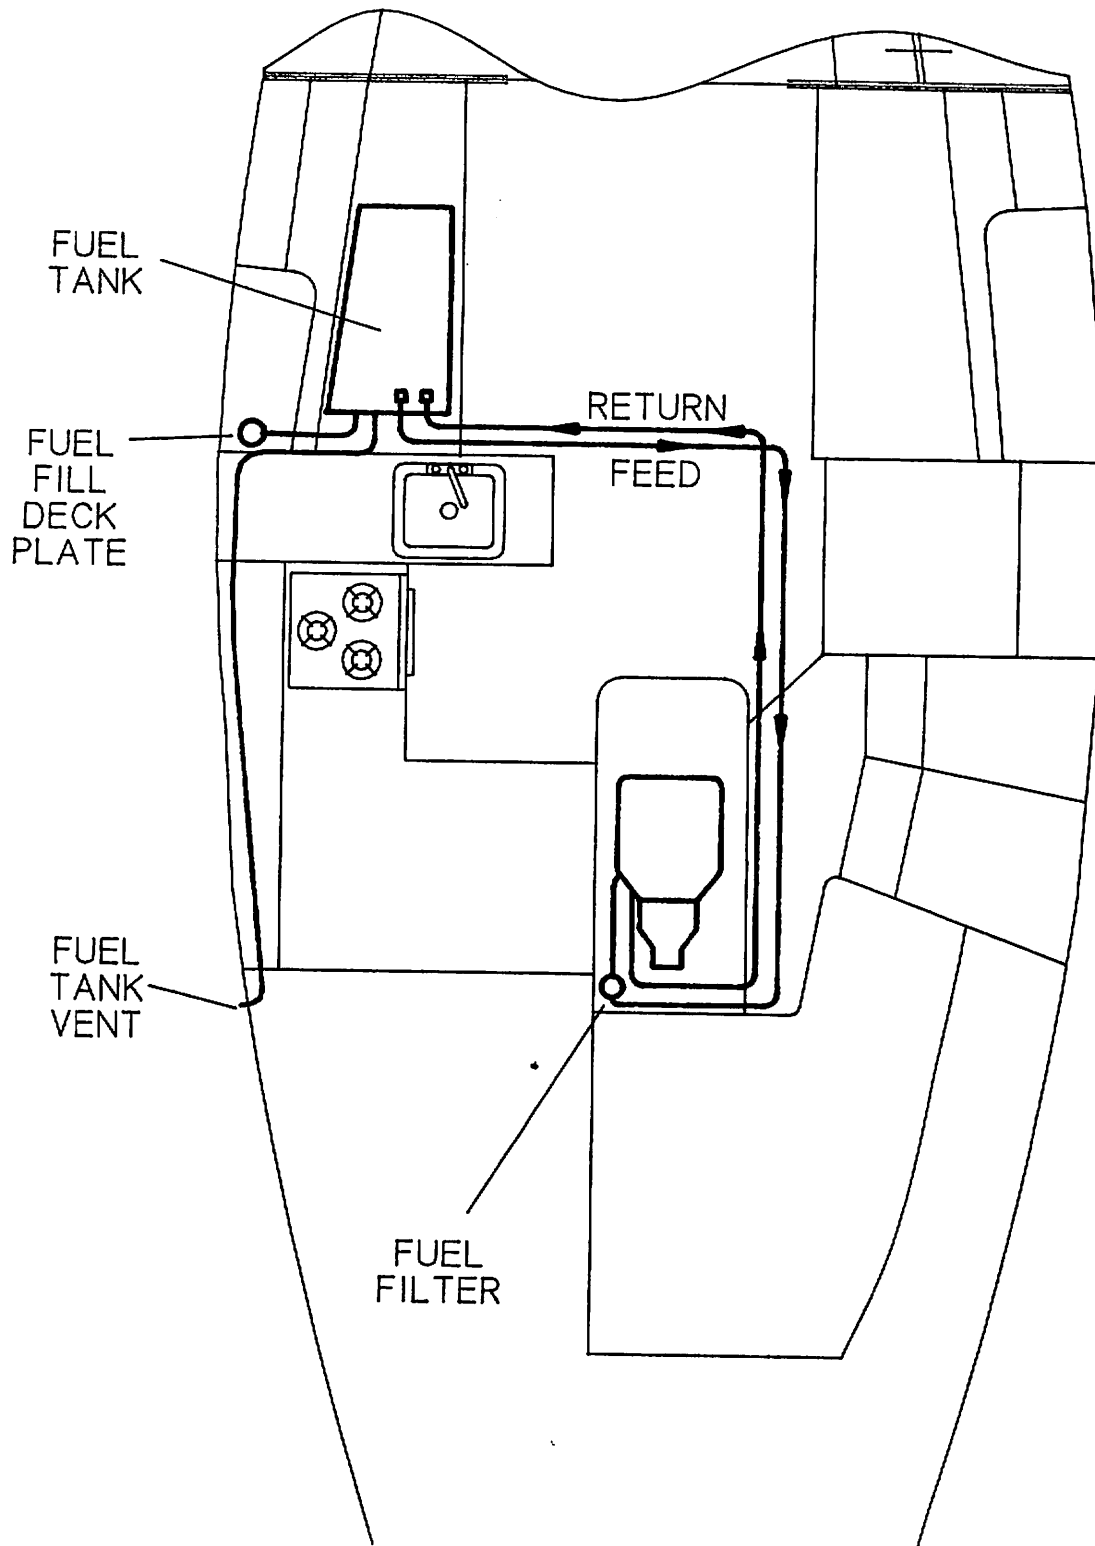 FUEL
TANK
RETURN
FEED
FUEL
FILL
DECK
PLATE
FUEL
TANK
VENT
FUEL
FILTER